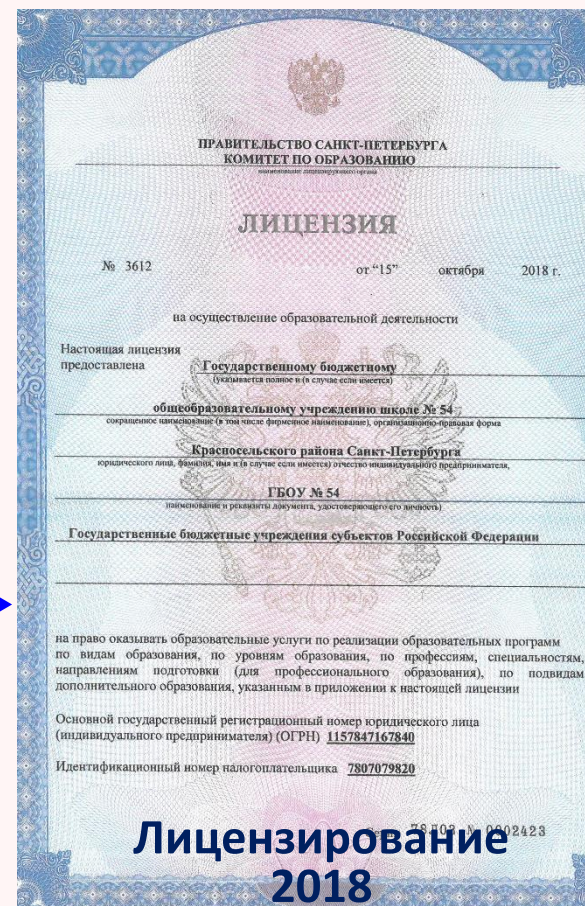 ПРАВИТЕЛЬСТВО САНКТ-ПЕТЕРБУРГА
КОМИТЕТ ПО ОБРАЗОВАНИЮ
наименование лицензирующего органа
ЛИЦЕНЗИЯ
№ 3612 от “15” октября 2018 г.
на осуществление образовательной деятельности
Настоящая лицензия
предоставлена Государственному бюджетному
(указывается полное и (в случае если имеется)
общеобразовательному учреждению школе № 54
сокращенное наименование (в том числе фирменное наименование), организационно-правовая форма
Красносельского района Санкт-Петербурга
юридического лица, фамилия, имя и (в случае если имеется) отчество индивидуального предпринимателя,
ГБОУ № 54
наименование и реквизиты документа, удостоверяющего его личность)
Государственные бюджетные учреждения субъектов Российской Федерации
на право оказывать образовательные услуги по реализации образовательных программ
по видам образования, по уровням образования, по профессиям, специальностям,
направлениям подготовки (для профессионального образования), по подвидам
дополнительного образования, указанным в приложении к настоящей лицензии
Основной государственный регистрационный номер юридического лица
(индивидуального предпринимателя) (ОГРН) 1157847167840
Идентификационный номер налогоплательщика 7807079820
№ 0002423
Лицензирование
2018